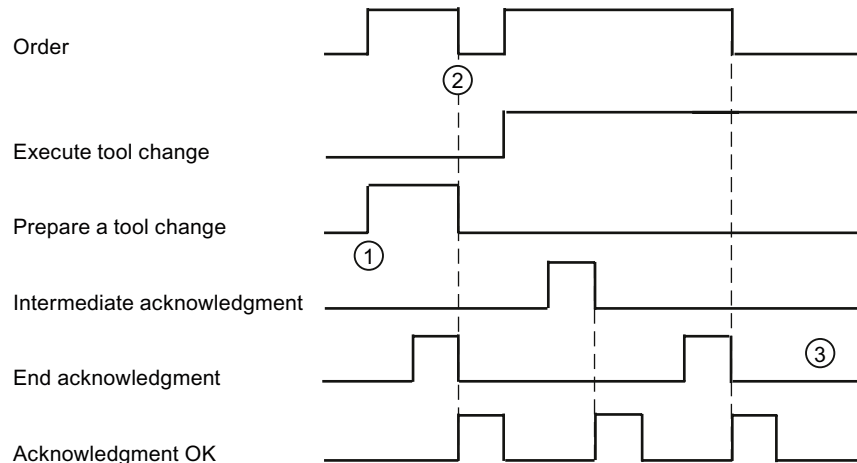 Order
②
Execute tool change
Prepare a tool change
①
Intermediate acknowledgment
③
End acknowledgment
Acknowledgment OK